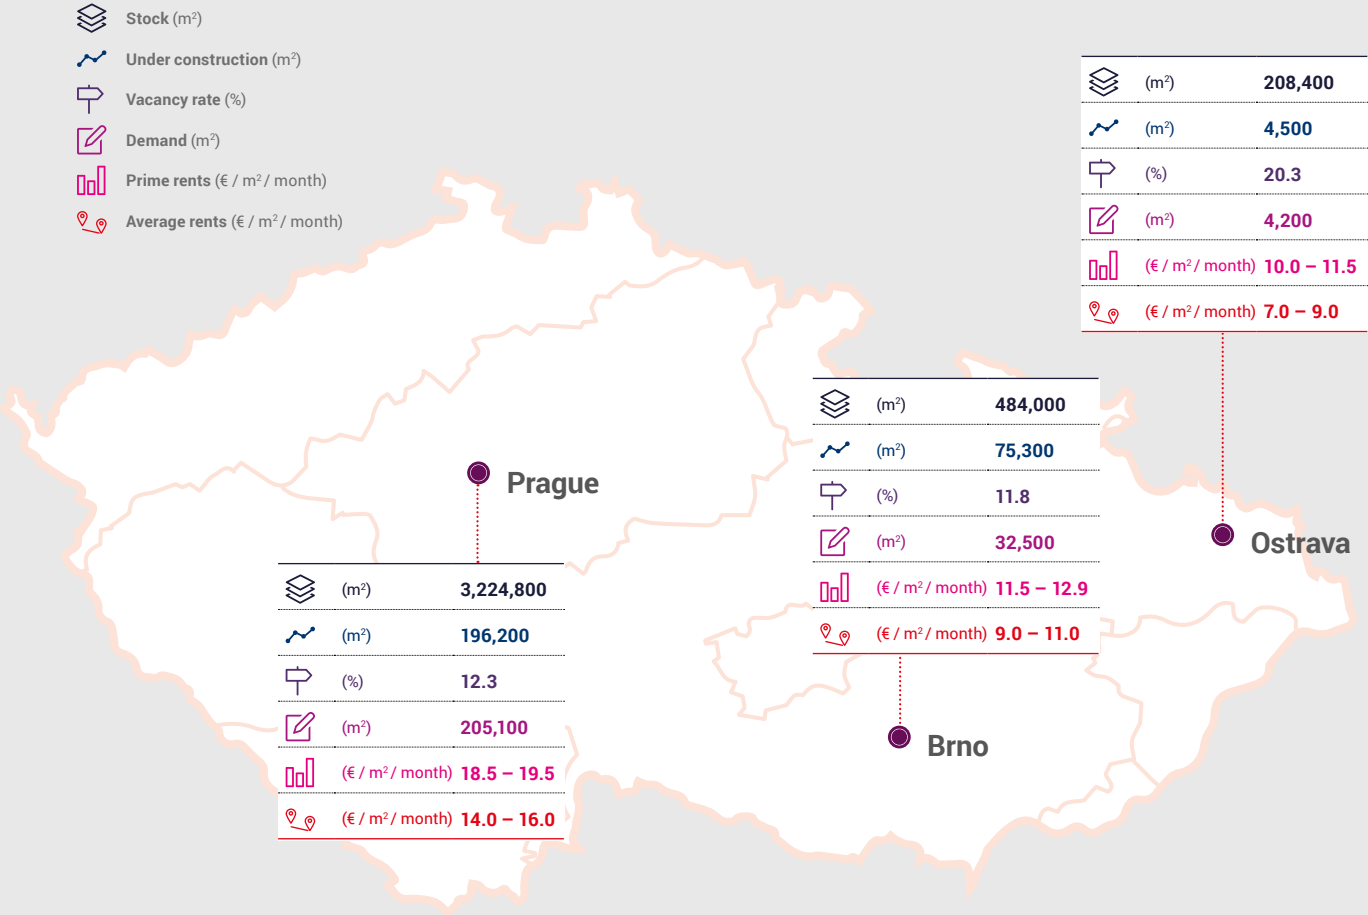 Stock (m²)
Under construction (m²)
Vacancy rate (%)
Demand (m²)
Prime rents (€ / m² / month)
Average rents (€ / m² / month)
(m²) 208,400
(m²) 4,500
(%) 20.3
(m²) 4,200
(€ / m² / month) 10.0 – 11.5
(€ / m² / month) 7.0 – 9.0
Ostrava
(m²) 484,000
(m²) 75,300
(%) 11.8
(m²) 32,500
(€ / m² / month) 11.5 – 12.9
(€ / m² / month) 9.0 – 11.0
Brno
Prague
(m²) 3,224,800
(m²) 196,200
(%) 12.3
(m²) 205,100
(€ / m² / month) 18.5 – 19.5
(€ / m² / month) 14.0 – 16.0